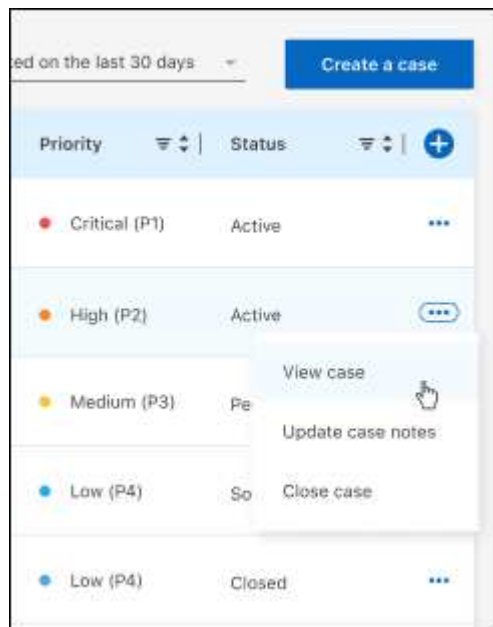 ed on the last 30 days
Create a case
Priority Status
Critical (P1) Active
High (P2) Active
View case
Medium (P3) Pe
Update case notes
Low (P4) So
Close case
Low (P4) Closed